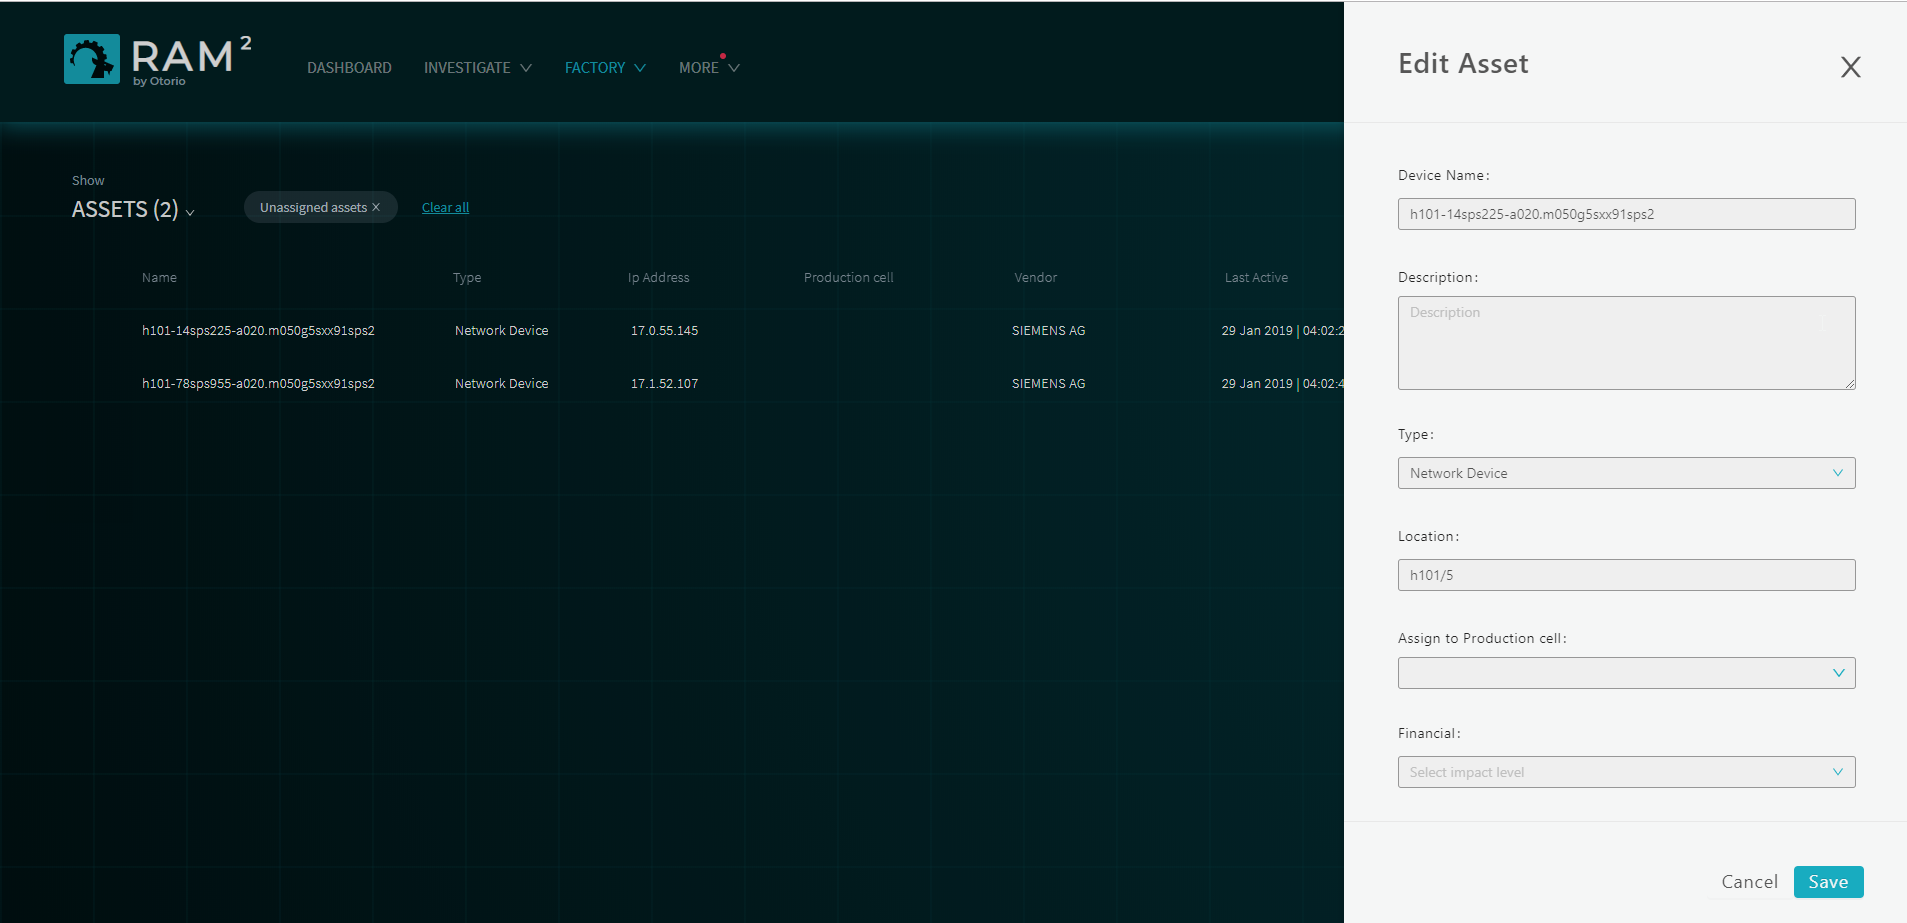 RAM 2
by Otorio
DASHBOARD INVESTIGATE FACTORY MORE
Show
ASSETS (2) Unassigned assets × Clear all
Name Type Ip Address Production cell Vendor Last Active
h101-14sps225-a020.m050g5sxx91sps2 Network Device 17.0.55.145 SIEMENS AG 29 Jan 2019 | 04:02:2
h101-78sps955-a020.m050g5sxx91sps2 Network Device 17.1.52.107 SIEMENS AG 29 Jan 2019 | 04:02:4
Edit Asset
Device Name:
h101-14sps225-a020.m050g5sxx91sps2
Description:
Description
Type:
Network Device
Location:
h101/5
Assign to Production cell:
Financial:
Select impact level
Cancel Save